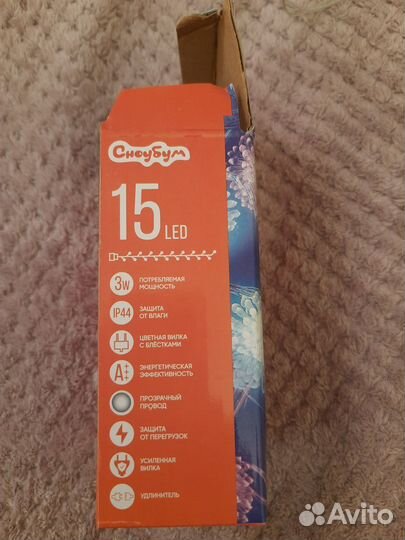 Сноубум
15 LED
3W ПОТРЕБЛЯЕМАЯ
МОЩНОСТЬ
IP44 ЗАЩИТА
ОТ ВЛАГИ
ЦВЕТНАЯ ВИЛКА
С БЛЁСТКАМИ
A ЭНЕРГЕТИЧЕСКАЯ
ЭФФЕКТИВНОСТЬ
ПРОЗРАЧНЫЙ
ПРОВОД
ЗАЩИТА
ОТ ПЕРЕГРУЗОК
УСИЛЕННАЯ
ВИЛКА
УДЛИНИТЕЛЬ
Avito